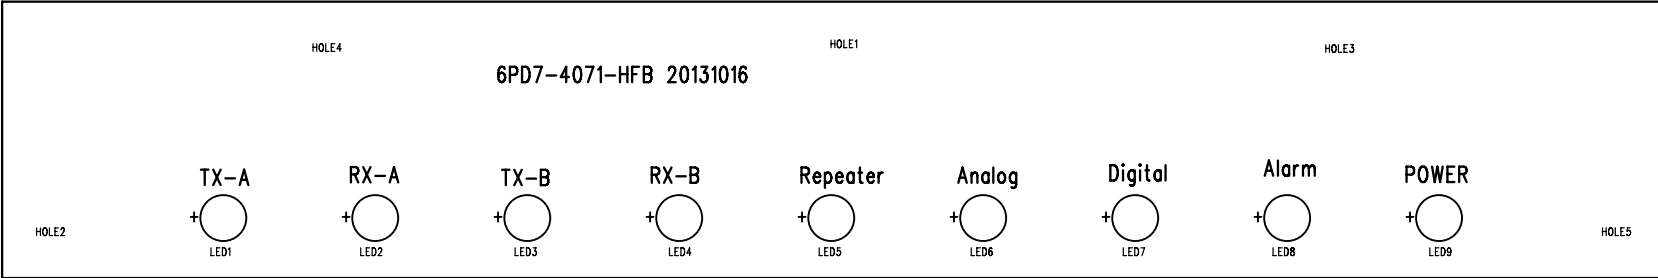 HOLE4 HOLE1 HOLE3
6PD7-4071-HFB 20131016
TX-A RX-A TX-B RX-B Repeater Analog Digital Alarm POWER
+ + + + + + + + +
HOLE2 HOLE5
LED1 LED2 LED3 LED4 LED5 LED6 LED7 LED8 LED9